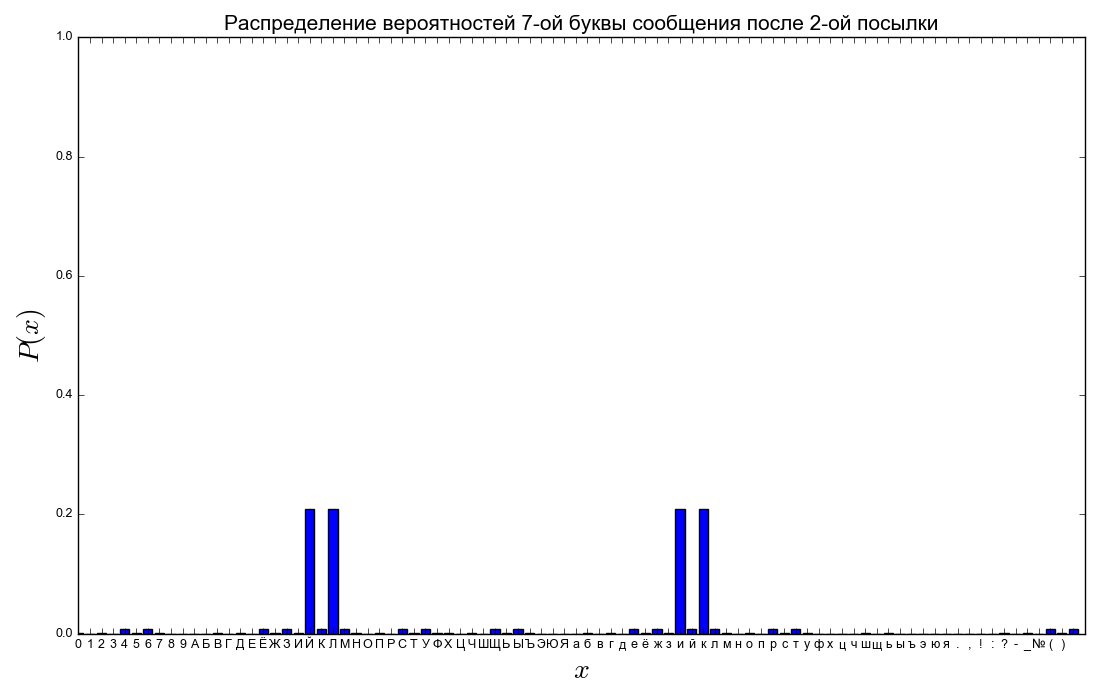 Распределение вероятностей 7-ой буквы сообщения после 2-ой посылки
1.0
0.8
0.6
0.4
0.2
0.0
P(x)
0 1 2 3 4 5 6 7 8 9 А Б В Г Д Е Ё Ж З И Й К Л М Н О П Р С Т У Ф Х Ц Ч Ш Щ Ь Ы Ъ Э Ю Я а б в г д е ё ж з и й к л м н о п р с т у ф х ц ч ш щ ь ы ъ э ю я . , ! : ? - _ № ( )
x